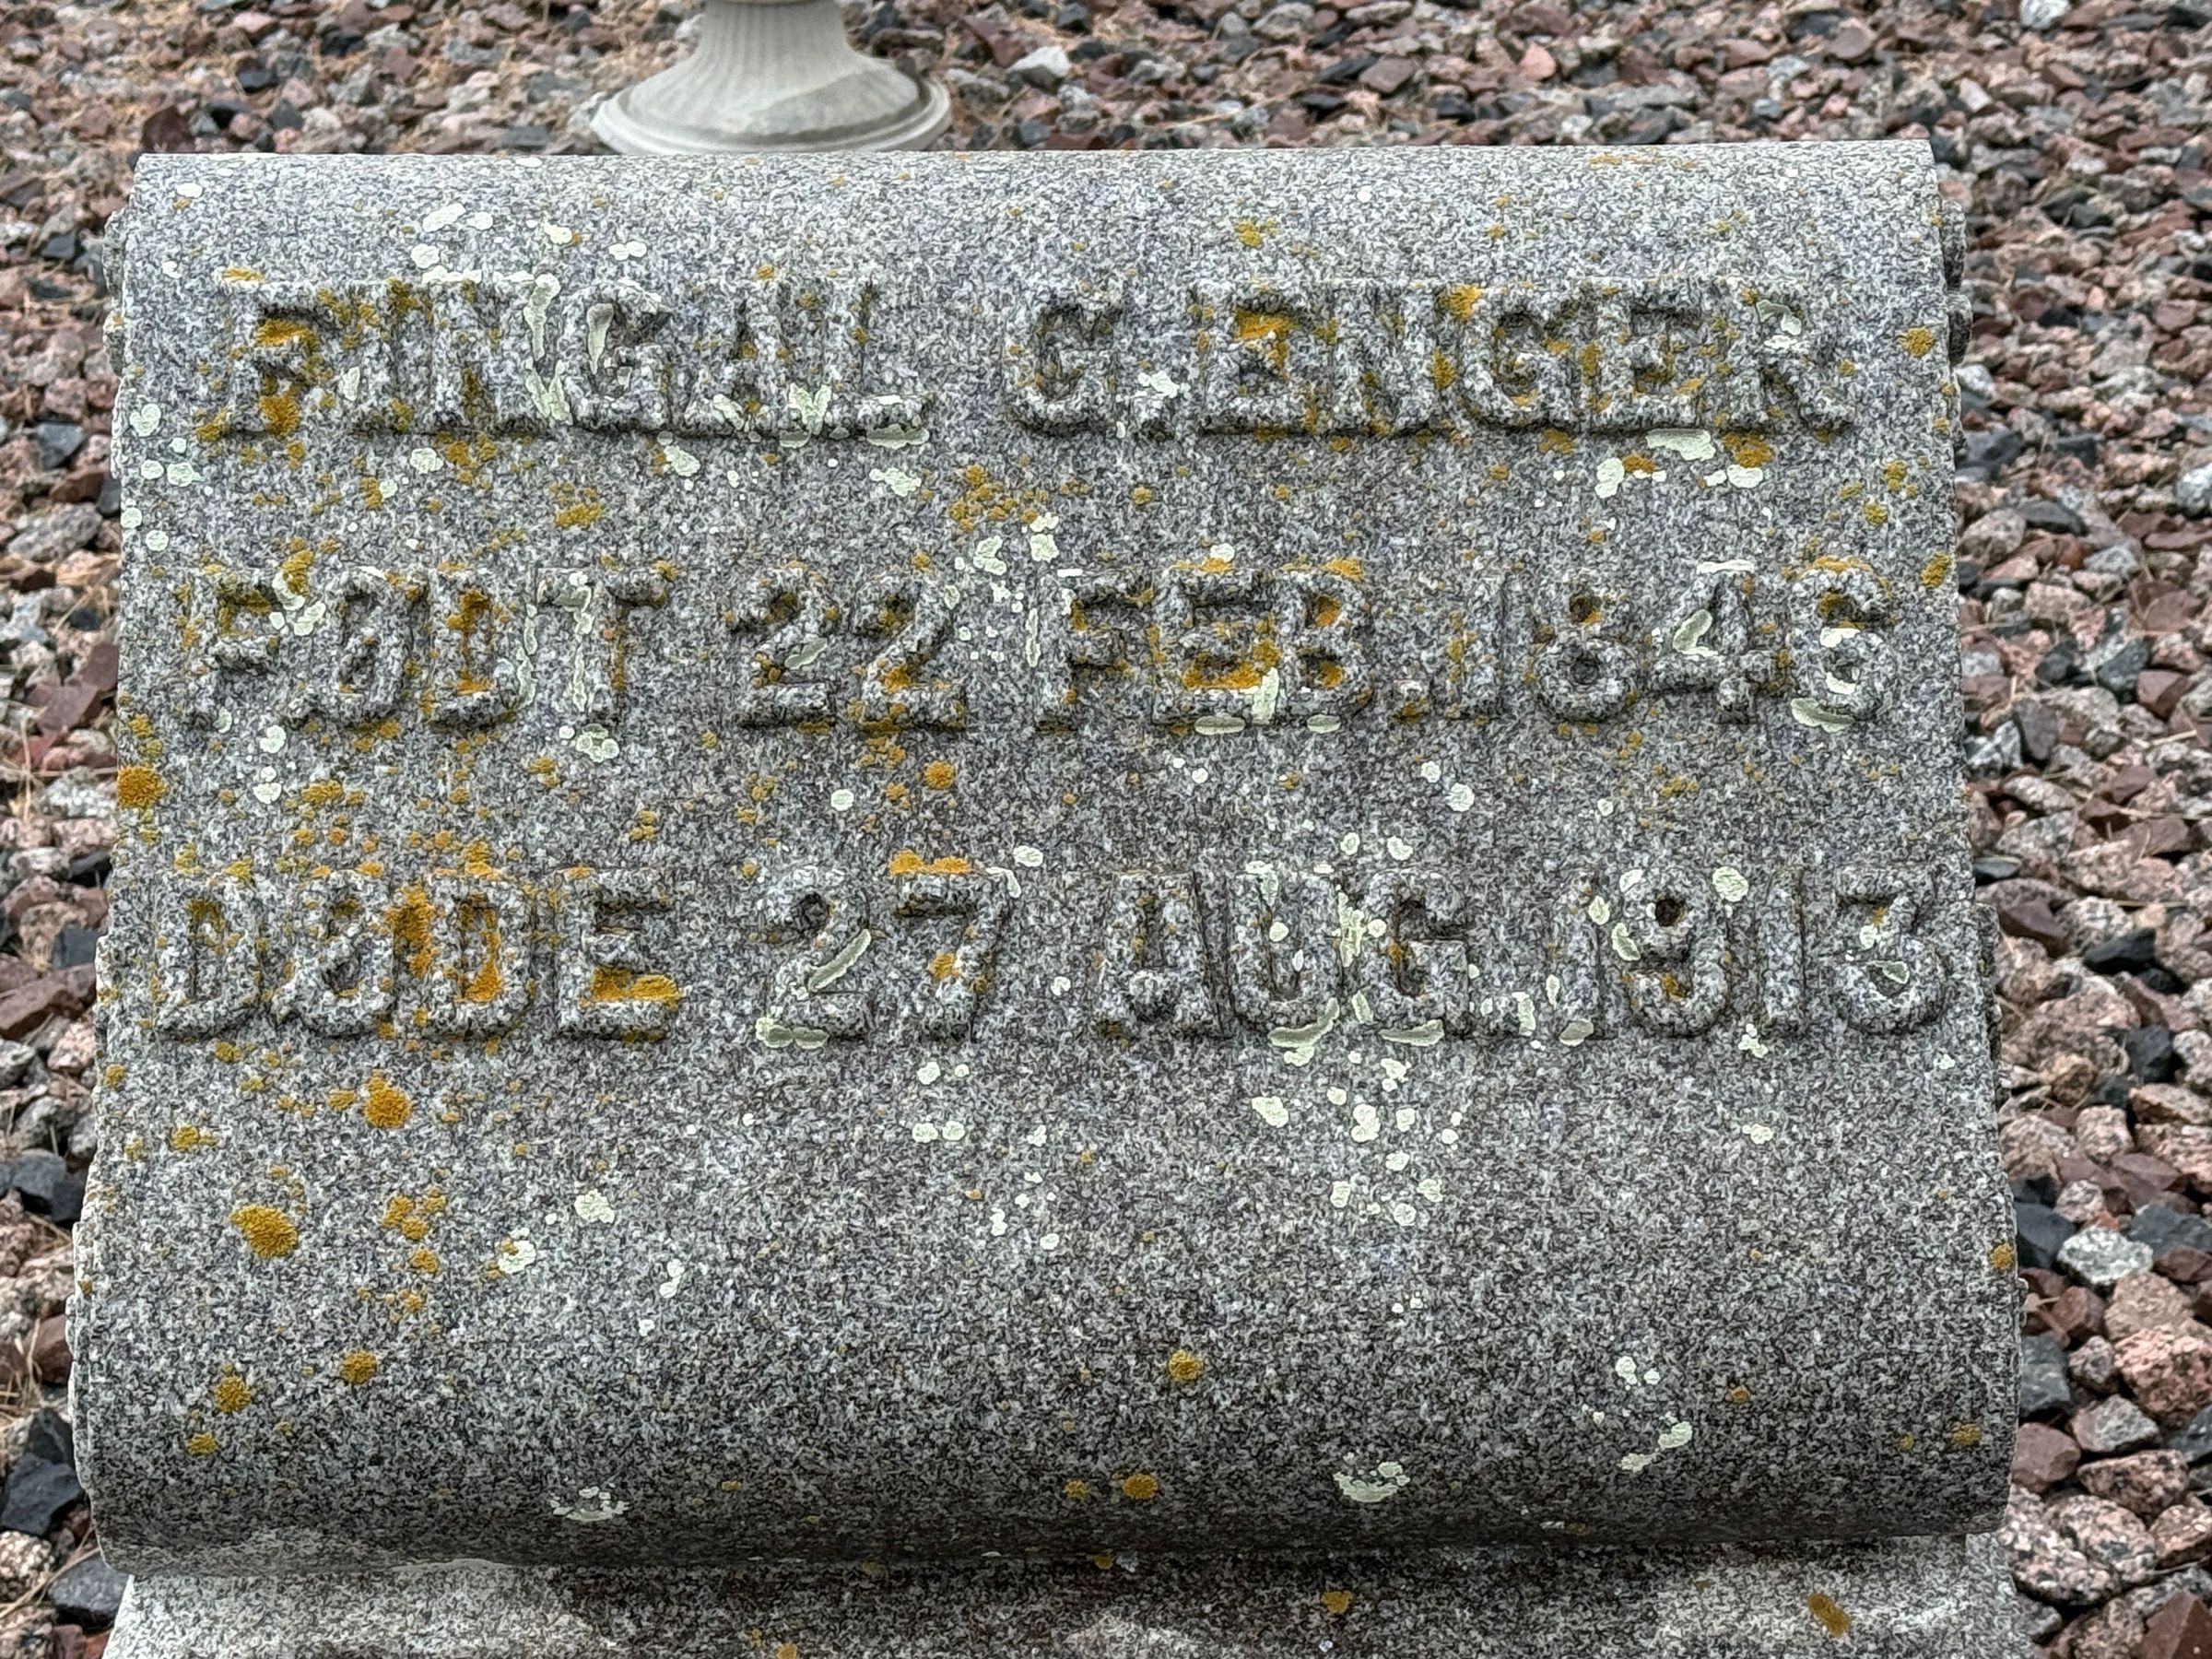 FINGAL C. ENGER
FØDT 22 FEB. 1846
DØDE 27 AUG. 1913